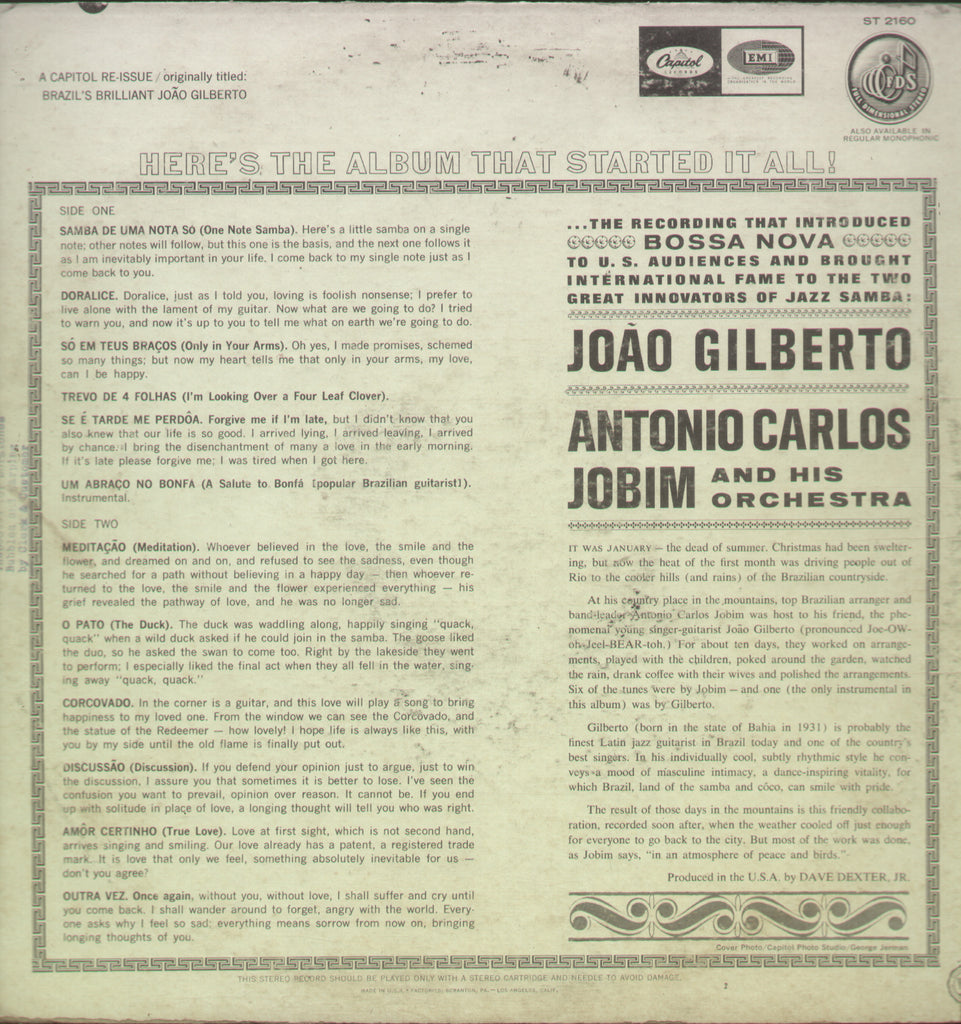 ST 2160
A CAPITOL RE-ISSUE / originally titled:
BRAZIL'S BRILLIANT JOÃO GILBERTO
Capitol
RECORDS
EMI
FDS
FULL DIMENSIONAL STEREO
ALSO AVAILABLE IN
REGULAR MONOPHONIC
HERE'S THE ALBUM THAT STARTED IT ALL!
SIDE ONE
SAMBA DE UMA NOTA SÓ (One Note Samba). Here's a little samba on a single
note; other notes will follow, but this one is the basis, and the next one follows it
as I am inevitably important in your life. I come back to my single note just as I
come back to you.
DORALICE. Doralice, just as I told you, loving is foolish nonsense; I prefer to
live alone with the lament of my guitar. Now what are we going to do? I tried
to warn you, and now it's up to you to tell me what on earth we're going to do.
SÓ EM TEUS BRAÇOS (Only in Your Arms). Oh yes, I made promises, schemed
so many things; but now my heart tells me that only in your arms, my love,
can I be happy.
TREVO DE 4 FOLHAS (I'm Looking Over a Four Leaf Clover).
SE É TARDE ME PERDÔA. Forgive me if I'm late, but I didn't know that you
also knew that our life is so good. I arrived lying, I arrived leaving, I arrived
by chance. I bring the disenchantment of many a love in the early morning.
If it's late please forgive me; I was tired when I got here.
UM ABRAÇO NO BONFÁ (A Salute to Bonfá [popular Brazilian guitarist]).
Instrumental.
SIDE TWO
MEDITAÇÃO (Meditation). Whoever believed in the love, the smile and the
flower, and dreamed on and on, and refused to see the sadness, even though
he searched for a path without believing in a happy day — then whoever re-
turned to the love, the smile and the flower experienced everything — his
grief revealed the pathway of love, and he was no longer sad.
O PATO (The Duck). The duck was waddling along, happily singing "quack,
quack" when a wild duck asked if he could join in the samba. The goose liked
the duo, so he asked the swan to come too. Right by the lakeside they went
to perform; I especially liked the final act when they all fell in the water, sing-
ing away "quack, quack."
CORCOVADO. In the corner is a guitar, and this love will play a song to bring
happiness to my loved one. From the window we can see the Corcovado, and
the statue of the Redeemer — how lovely! I hope life is always like this, with
you by my side until the old flame is finally put out.
DISCUSSÃO (Discussion). If you defend your opinion just to argue, just to win
the discussion, I assure you that sometimes it is better to lose. I've seen the
confusion you want to prevail, opinion over reason. It cannot be. If you end
up with solitude in place of love, a longing thought will tell you who was right.
AMÔR CERTINHO (True Love). Love at first sight, which is not second hand,
arrives singing and smiling. Our love already has a patent, a registered trade
mark. It is love that only we feel, something absolutely inevitable for us —
don't you agree?
OUTRA VEZ. Once again, without you, without love, I shall suffer and cry until
you come back. I shall wander around to forget, angry with the world. Every-
one asks why I feel so sad; everything means sorrow from now on, bringing
longing thoughts of you.
...THE RECORDING THAT INTRODUCED
BOSSA NOVA
TO U. S. AUDIENCES AND BROUGHT
INTERNATIONAL FAME TO THE TWO
GREAT INNOVATORS OF JAZZ SAMBA:
JOÃO GILBERTO
ANTONIO CARLOS
JOBIM AND HIS
ORCHESTRA
IT WAS JANUARY — the dead of summer. Christmas had been swelter-
ing, but now the heat of the first month was driving people out of
Rio to the cooler hills (and rains) of the Brazilian countryside.
At his country place in the mountains, top Brazilian arranger and
band-leader Antonio Carlos Jobim was host to his friend, the phe-
nomenal young singer-guitarist João Gilberto (pronounced Joe-OW-
oh-Jeel-BEAR-toh.) For about ten days, they worked on arrange-
ments, played with the children, poked around the garden, watched
the rain, drank coffee with their wives and polished the arrangements.
Six of the tunes were by Jobim — and one (the only instrumental in
this album) was by Gilberto.
Gilberto (born in the state of Bahia in 1931) is probably the
finest Latin jazz guitarist in Brazil today and one of the country's
best singers. In his individually cool, subtly rhythmic style he con-
veys a mood of masculine intimacy, a dance-inspiring vitality, for
which Brazil, land of the samba and côco, can smile with pride.
The result of those days in the mountains is this friendly collabo-
ration, recorded soon after, when the weather cooled off just enough
for everyone to go back to the city. But most of the work was done,
as Jobim says, "in an atmosphere of peace and birds."
Produced in the U.S.A. by DAVE DEXTER, JR.
Cover Photo/Capitol Photo Studio/George Jerman
THIS STEREO RECORD SHOULD BE PLAYED ONLY WITH A STEREO CARTRIDGE AND NEEDLE TO AVOID DAMAGE.
MADE IN U.S.A. • FACTORIES: SCRANTON, PA. — LOS ANGELES, CALIF.
2